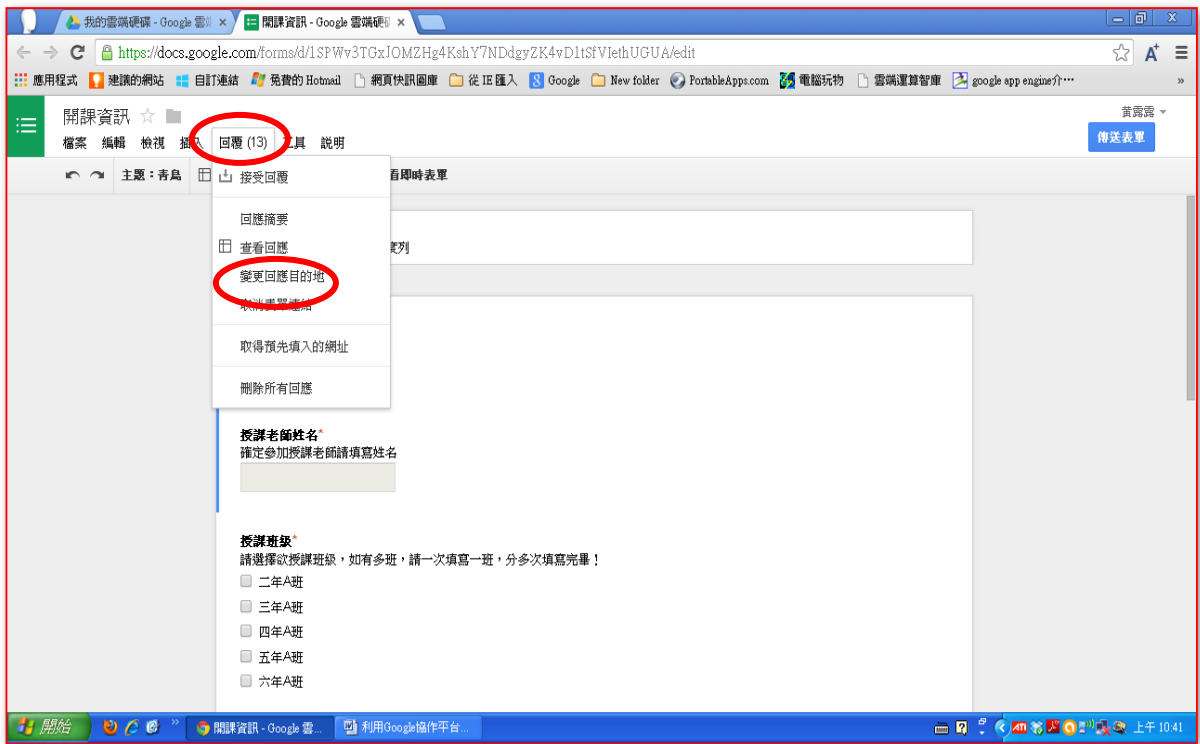 我的雲端硬碟 - Google 雲
開課資訊 - Google 雲端硬
https://docs.google.com/forms/d/1SPWv3TGxJOMZHg4KshY7NDdgyZK4vD1tSfVIethUGUA/edit
應用程式 建議的網站 自訂連結 免費的 Hotmail 網頁快訊圖庫 從 IE 匯入 Google New folder PortableApps.com 電腦玩物 雲端運算智庫 google app engine介… »
開課資訊
黃露露
檔案 編輯 檢視 插入 回覆 (13) 工具 說明
傳送表單
主題：青鳥
看即時表單
接受回覆
回應摘要
查看回應
變更回應目的地
取消表單連結
取得預先填入的網址
刪除所有回應
授課老師姓名*
確定參加授課老師請填寫姓名
授課班級*
請選擇欲授課班級，如有多班，請一次填寫一班，分多次填寫完畢！
二年A班
三年A班
四年A班
五年A班
六年A班
開始 » 開課資訊 - Google 雲... 利用Google協作平台... 上午 10:41